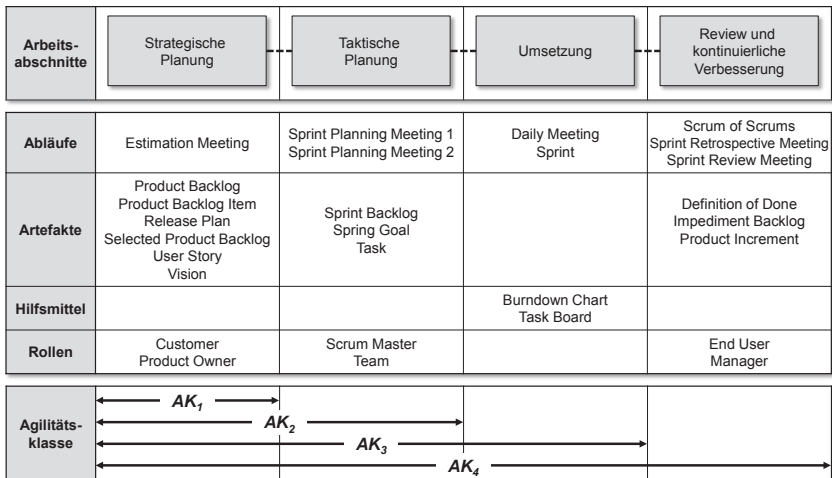 Arbeits-
abschnitte
Strategische
Planung
Taktische
Planung
Umsetzung
Review und
kontinuierliche
Verbesserung
Abläufe
Estimation Meeting
Sprint Planning Meeting 1
Sprint Planning Meeting 2
Daily Meeting
Sprint
Scrum of Scrums
Sprint Retrospective Meeting
Sprint Review Meeting
Artefakte
Product Backlog
Product Backlog Item
Release Plan
Selected Product Backlog
User Story
Vision
Sprint Backlog
Spring Goal
Task
Definition of Done
Impediment Backlog
Product Increment
Hilfsmittel
Burndown Chart
Task Board
Rollen
Customer
Product Owner
Scrum Master
Team
End User
Manager
Agilitäts-
klasse
AK1
AK2
AK3
AK4